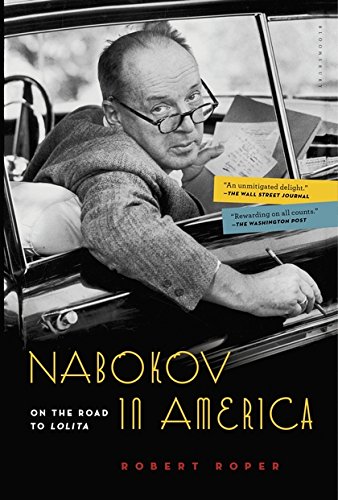 BLOOMSBURY
"An unmitigated delight."
—THE WALL STREET JOURNAL
"Rewarding on all counts."
—THE WASHINGTON POST
NABOKOV
ON THE ROAD
TO LOLITA
IN AMERICA
ROBERT ROPER